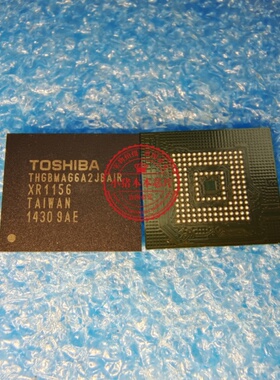 TOSHIBA
THGBMAG6A2JBAIR
XR1156
TAIWAN
1430 9AE